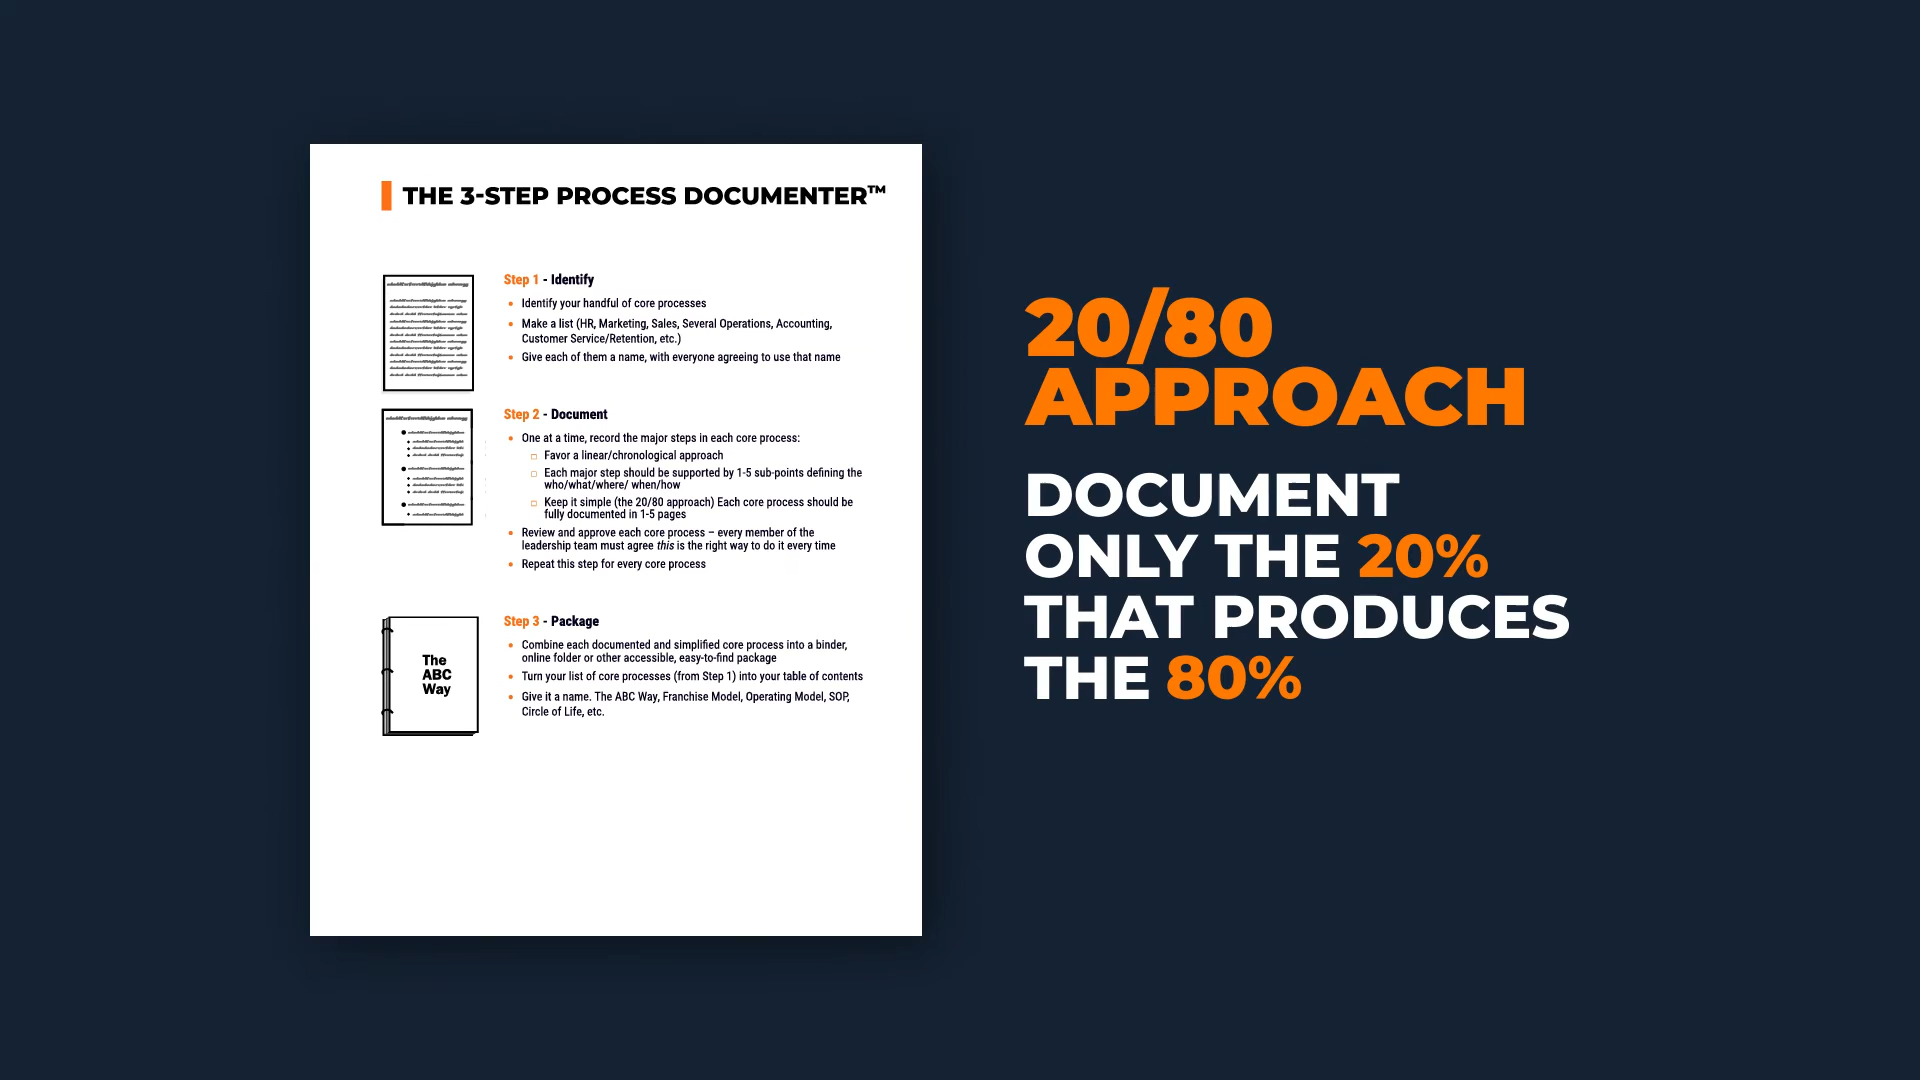 THE 3-STEP PROCESS DOCUMENTER™
Step 1 - Identify
Identify your handful of core processes
Make a list (HR, Marketing, Sales, Several Operations, Accounting,
Customer Service/Retention, etc.)
Give each of them a name, with everyone agreeing to use that name
Step 2 - Document
One at a time, record the major steps in each core process:
Favor a linear/chronological approach
Each major step should be supported by 1-5 sub-points defining the
who/what/where/ when/how
Keep it simple (the 20/80 approach) Each core process should be
fully documented in 1-5 pages
Review and approve each core process – every member of the
leadership team must agree this is the right way to do it every time
Repeat this step for every core process
The
ABC
Way
Step 3 - Package
Combine each documented and simplified core process into a binder,
online folder or other accessible, easy-to-find package
Turn your list of core processes (from Step 1) into your table of contents
Give it a name. The ABC Way, Franchise Model, Operating Model, SOP,
Circle of Life, etc.
20/80
APPROACH
DOCUMENT
ONLY THE 20%
THAT PRODUCES
THE 80%